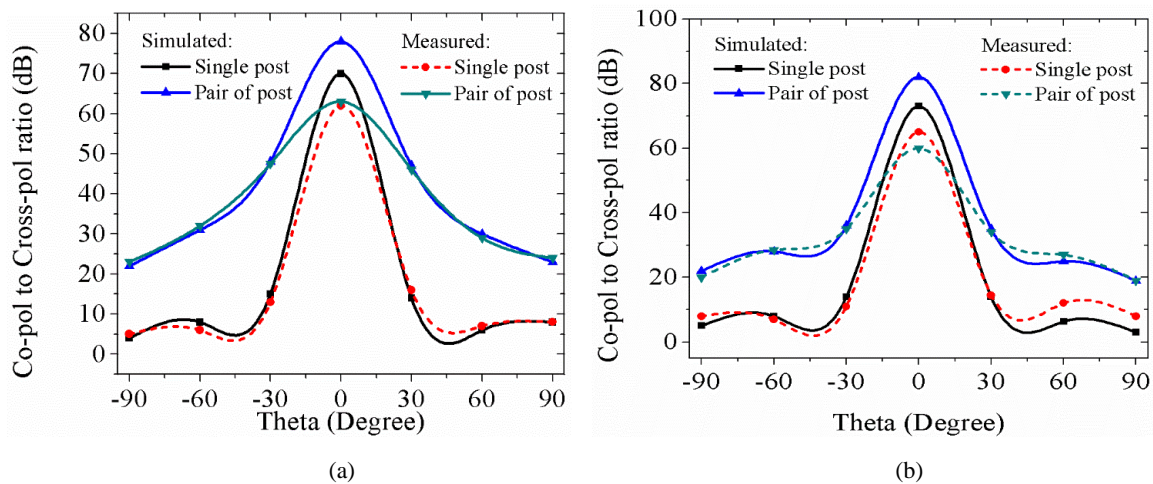 Co-pol to Cross-pol ratio (dB)
80
70
60
50
40
30
20
10
0
Simulated:
Single post
Pair of post
Measured:
Single post
Pair of post
-90 -60 -30 0 30 60 90
Theta (Degree)
(a)
Co-pol to Cross-pol ratio (dB)
100
80
60
40
20
0
Simulated:
Single post
Pair of post
Measured:
Single post
Pair of post
-90 -60 -30 0 30 60 90
Theta (Degree)
(b)